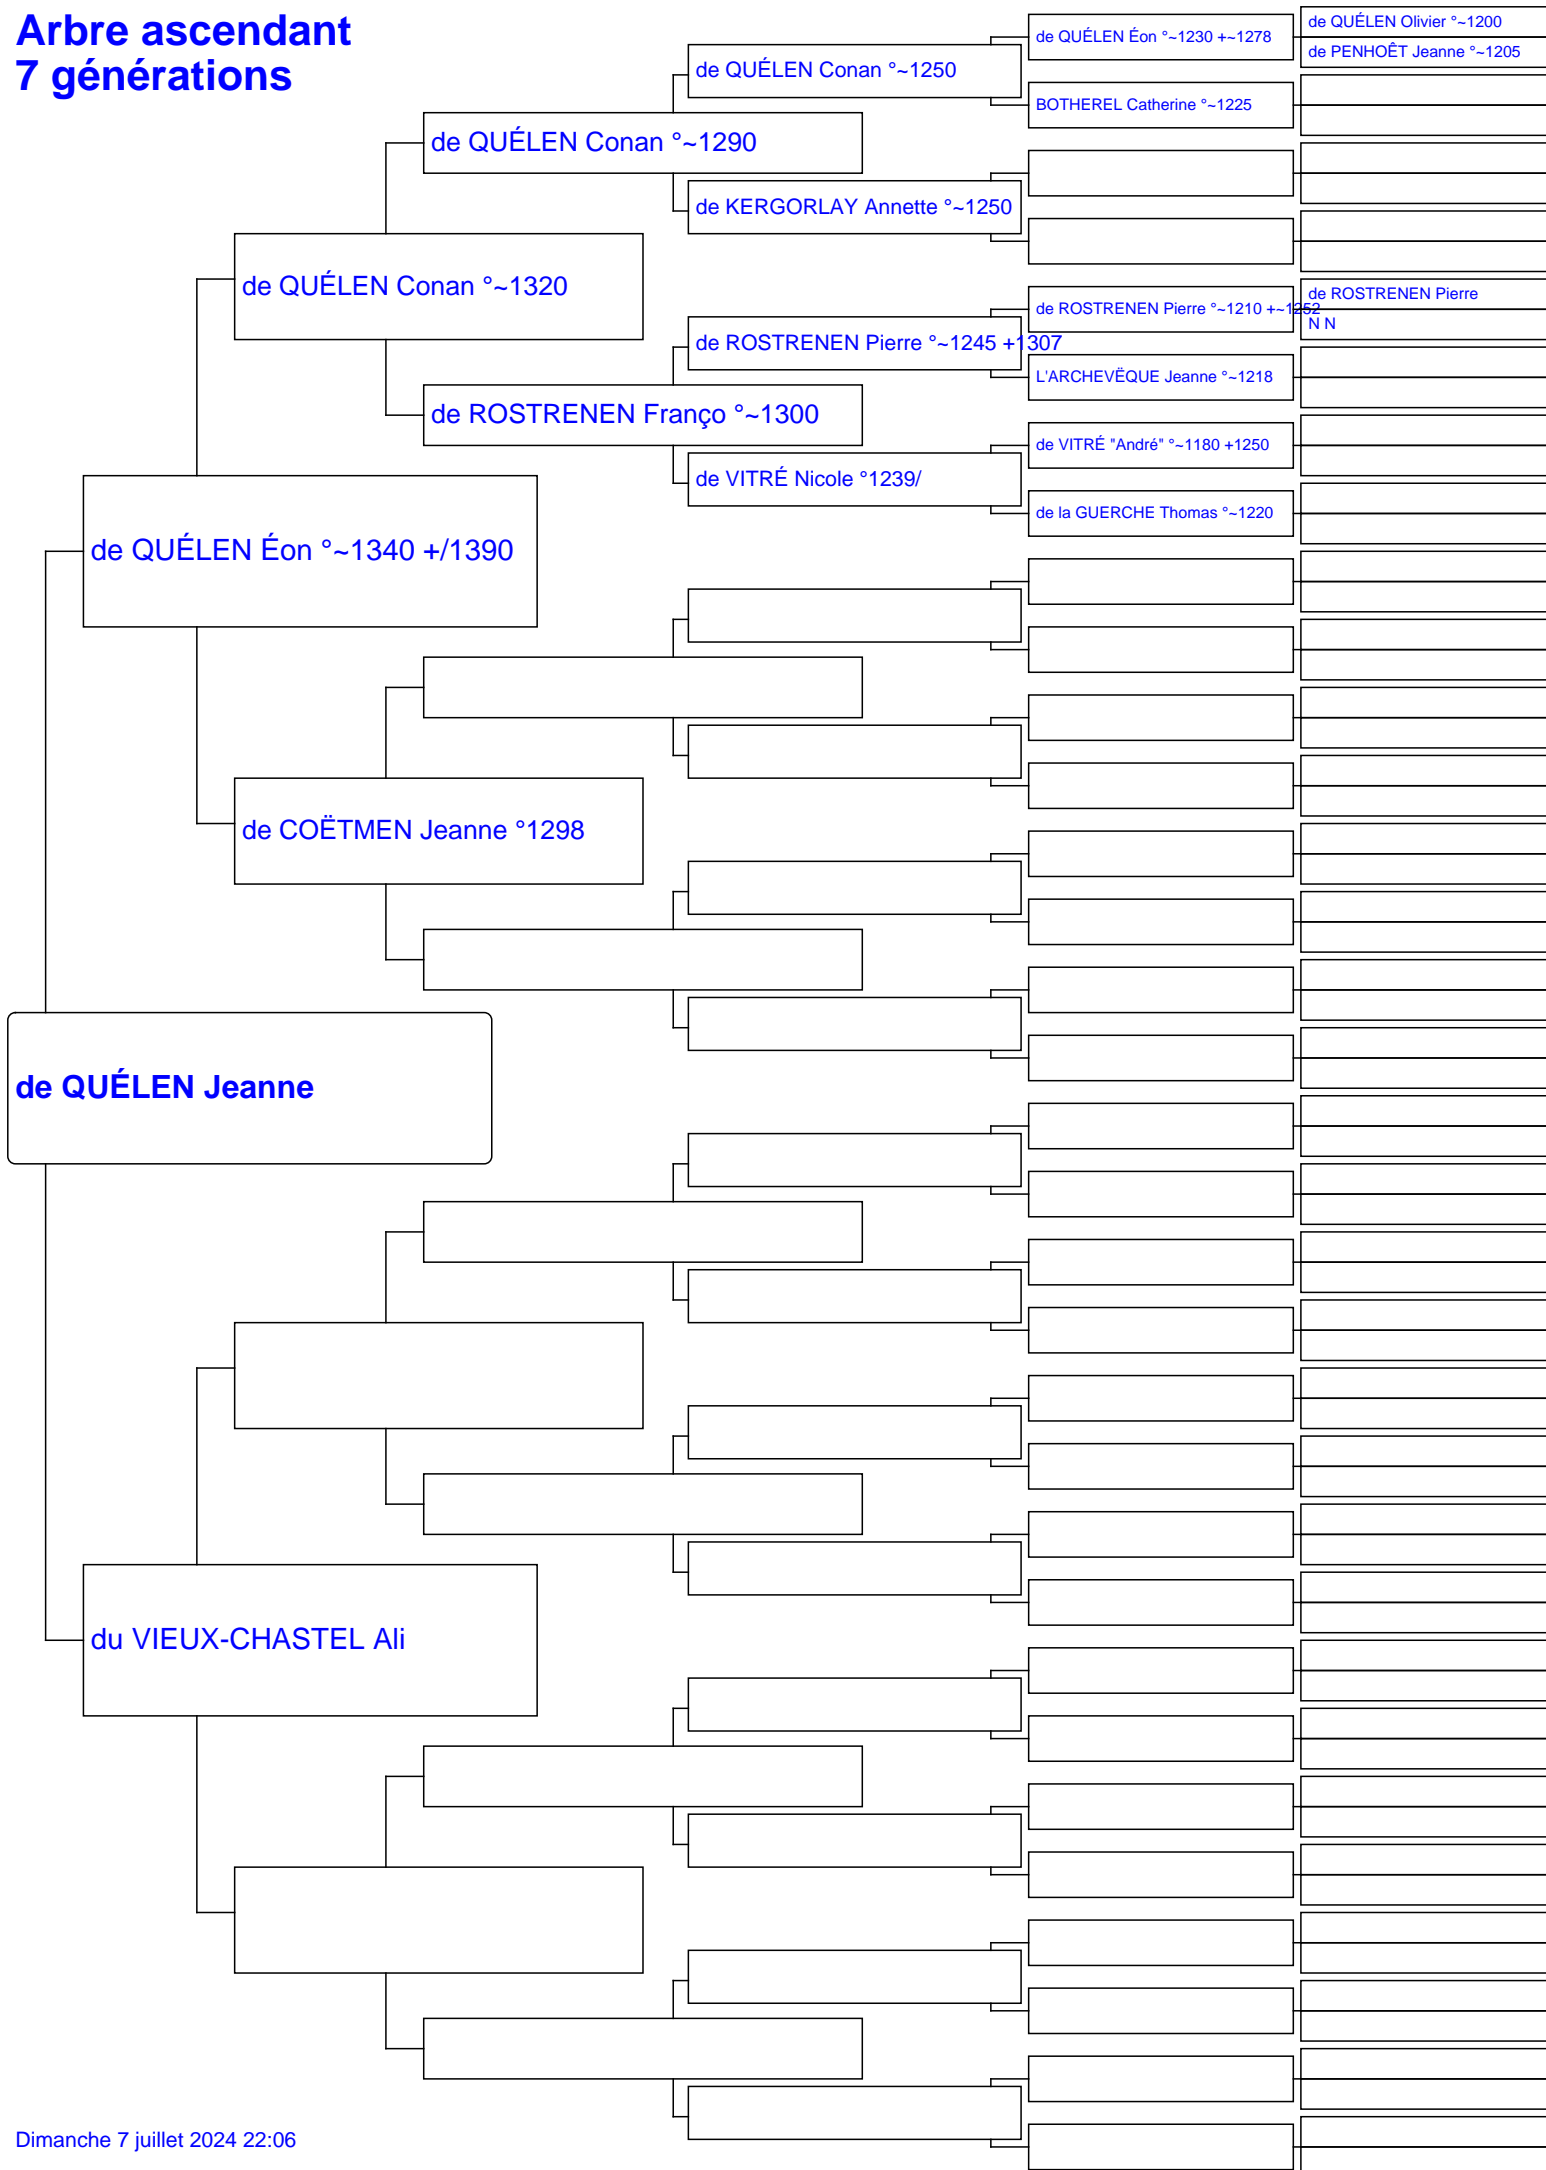 Arbre ascendant
7 générations
de QUÉLEN Olivier °~1200
de QUÉLEN Éon °~1230 +~1278
de PENHOÊT Jeanne °~1205
de QUÉLEN Conan °~1250
BOTHEREL Catherine °~1225
de QUÉLEN Conan °~1290
de KERGORLAY Annette °~1250
de QUÉLEN Conan °~1320
de ROSTRENEN Pierre
de ROSTRENEN Pierre °~1210 +~1252
N N
de ROSTRENEN Pierre °~1245 +1307
L'ARCHEVËQUE Jeanne °~1218
de ROSTRENEN Franço °~1300
de VITRÉ "André" °~1180 +1250
de VITRÉ Nicole °1239/
de la GUERCHE Thomas °~1220
de QUÉLEN Éon °~1340 +/1390
de COËTMEN Jeanne °1298
de QUÉLEN Jeanne
du VIEUX-CHASTEL Ali
Dimanche 7 juillet 2024 22:06